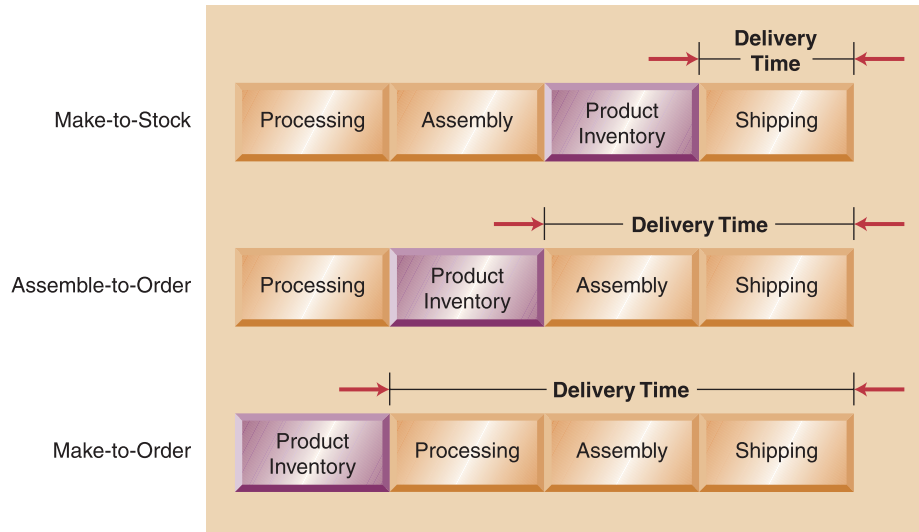 Delivery
Time
Make-to-Stock
Processing
Assembly
Product
Inventory
Shipping
Delivery Time
Assemble-to-Order
Processing
Product
Inventory
Assembly
Shipping
Delivery Time
Make-to-Order
Product
Inventory
Processing
Assembly
Shipping